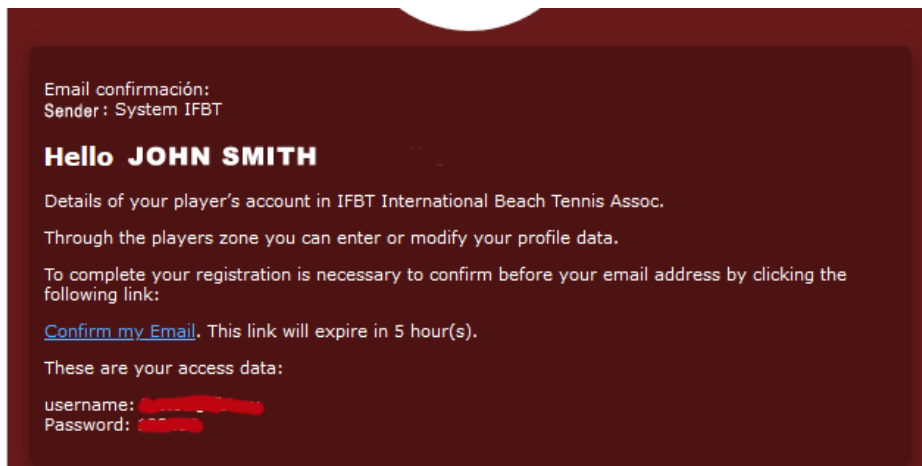 Email confirmación:
Sender: System IFBT
Hello JOHN SMITH
Details of your player's account in IFBT International Beach Tennis Assoc.
Through the players zone you can enter or modify your profile data.
To complete your registration is necessary to confirm before your email address by clicking the
following link:
Confirm my Email. This link will expire in 5 hour(s).
These are your access data:
username:
Password: